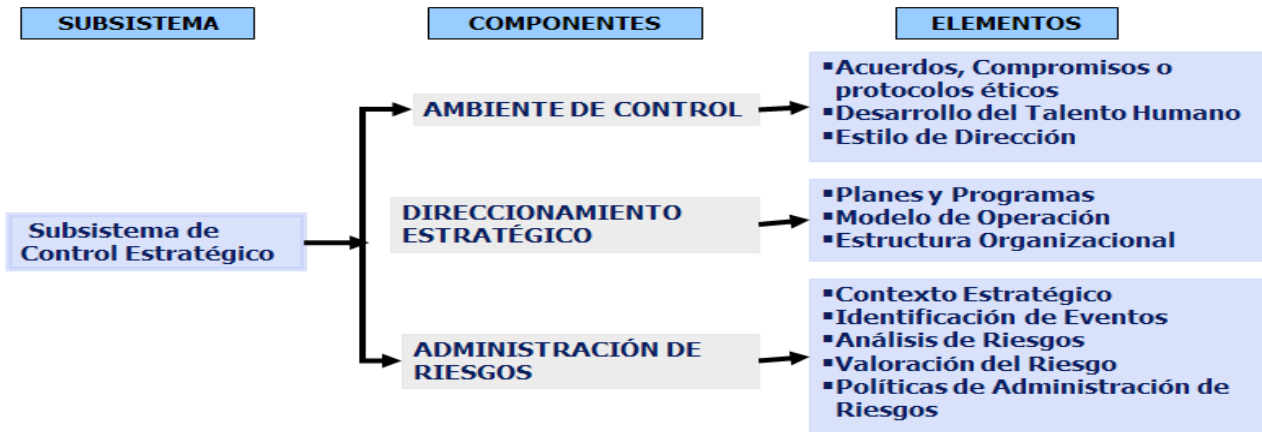 SUBSISTEMA
COMPONENTES
ELEMENTOS
Subsistema de
Control Estratégico
AMBIENTE DE CONTROL
▪Acuerdos, Compromisos o
protocolos éticos
▪Desarrollo del Talento Humano
▪Estilo de Dirección
DIRECCIONAMIENTO
ESTRATÉGICO
▪Planes y Programas
▪Modelo de Operación
▪Estructura Organizacional
ADMINISTRACIÓN DE
RIESGOS
▪Contexto Estratégico
▪Identificación de Eventos
▪Análisis de Riesgos
▪Valoración del Riesgo
▪Políticas de Administración de
Riesgos